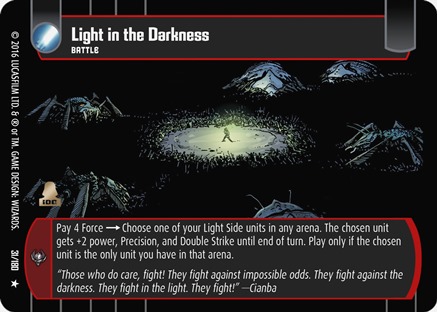 Light in the Darkness
BATTLE
Pay 4 Force → Choose one of your Light Side units in any arena. The chosen unit
gets +2 power, Precision, and Double Strike until end of turn. Play only if the chosen
unit is the only unit you have in that arena.
"Those who do care, fight! They fight against impossible odds. They fight against the
darkness. They fight in the light. They fight!" —Cianba
IDC
© 2016 LUCASFILM LTD. & ® or TM. GAME DESIGN: WIZARDS.